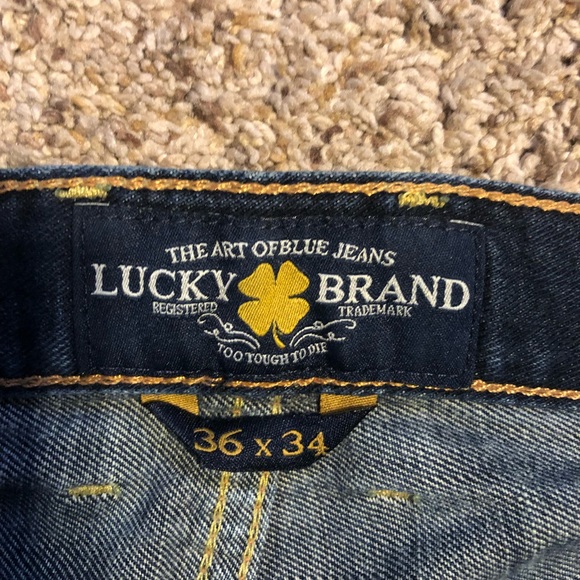 THE ART OF BLUE JEANS
LUCKY BRAND
REGISTERED TRADEMARK
TOO TOUGH TO DIE
36 x 34